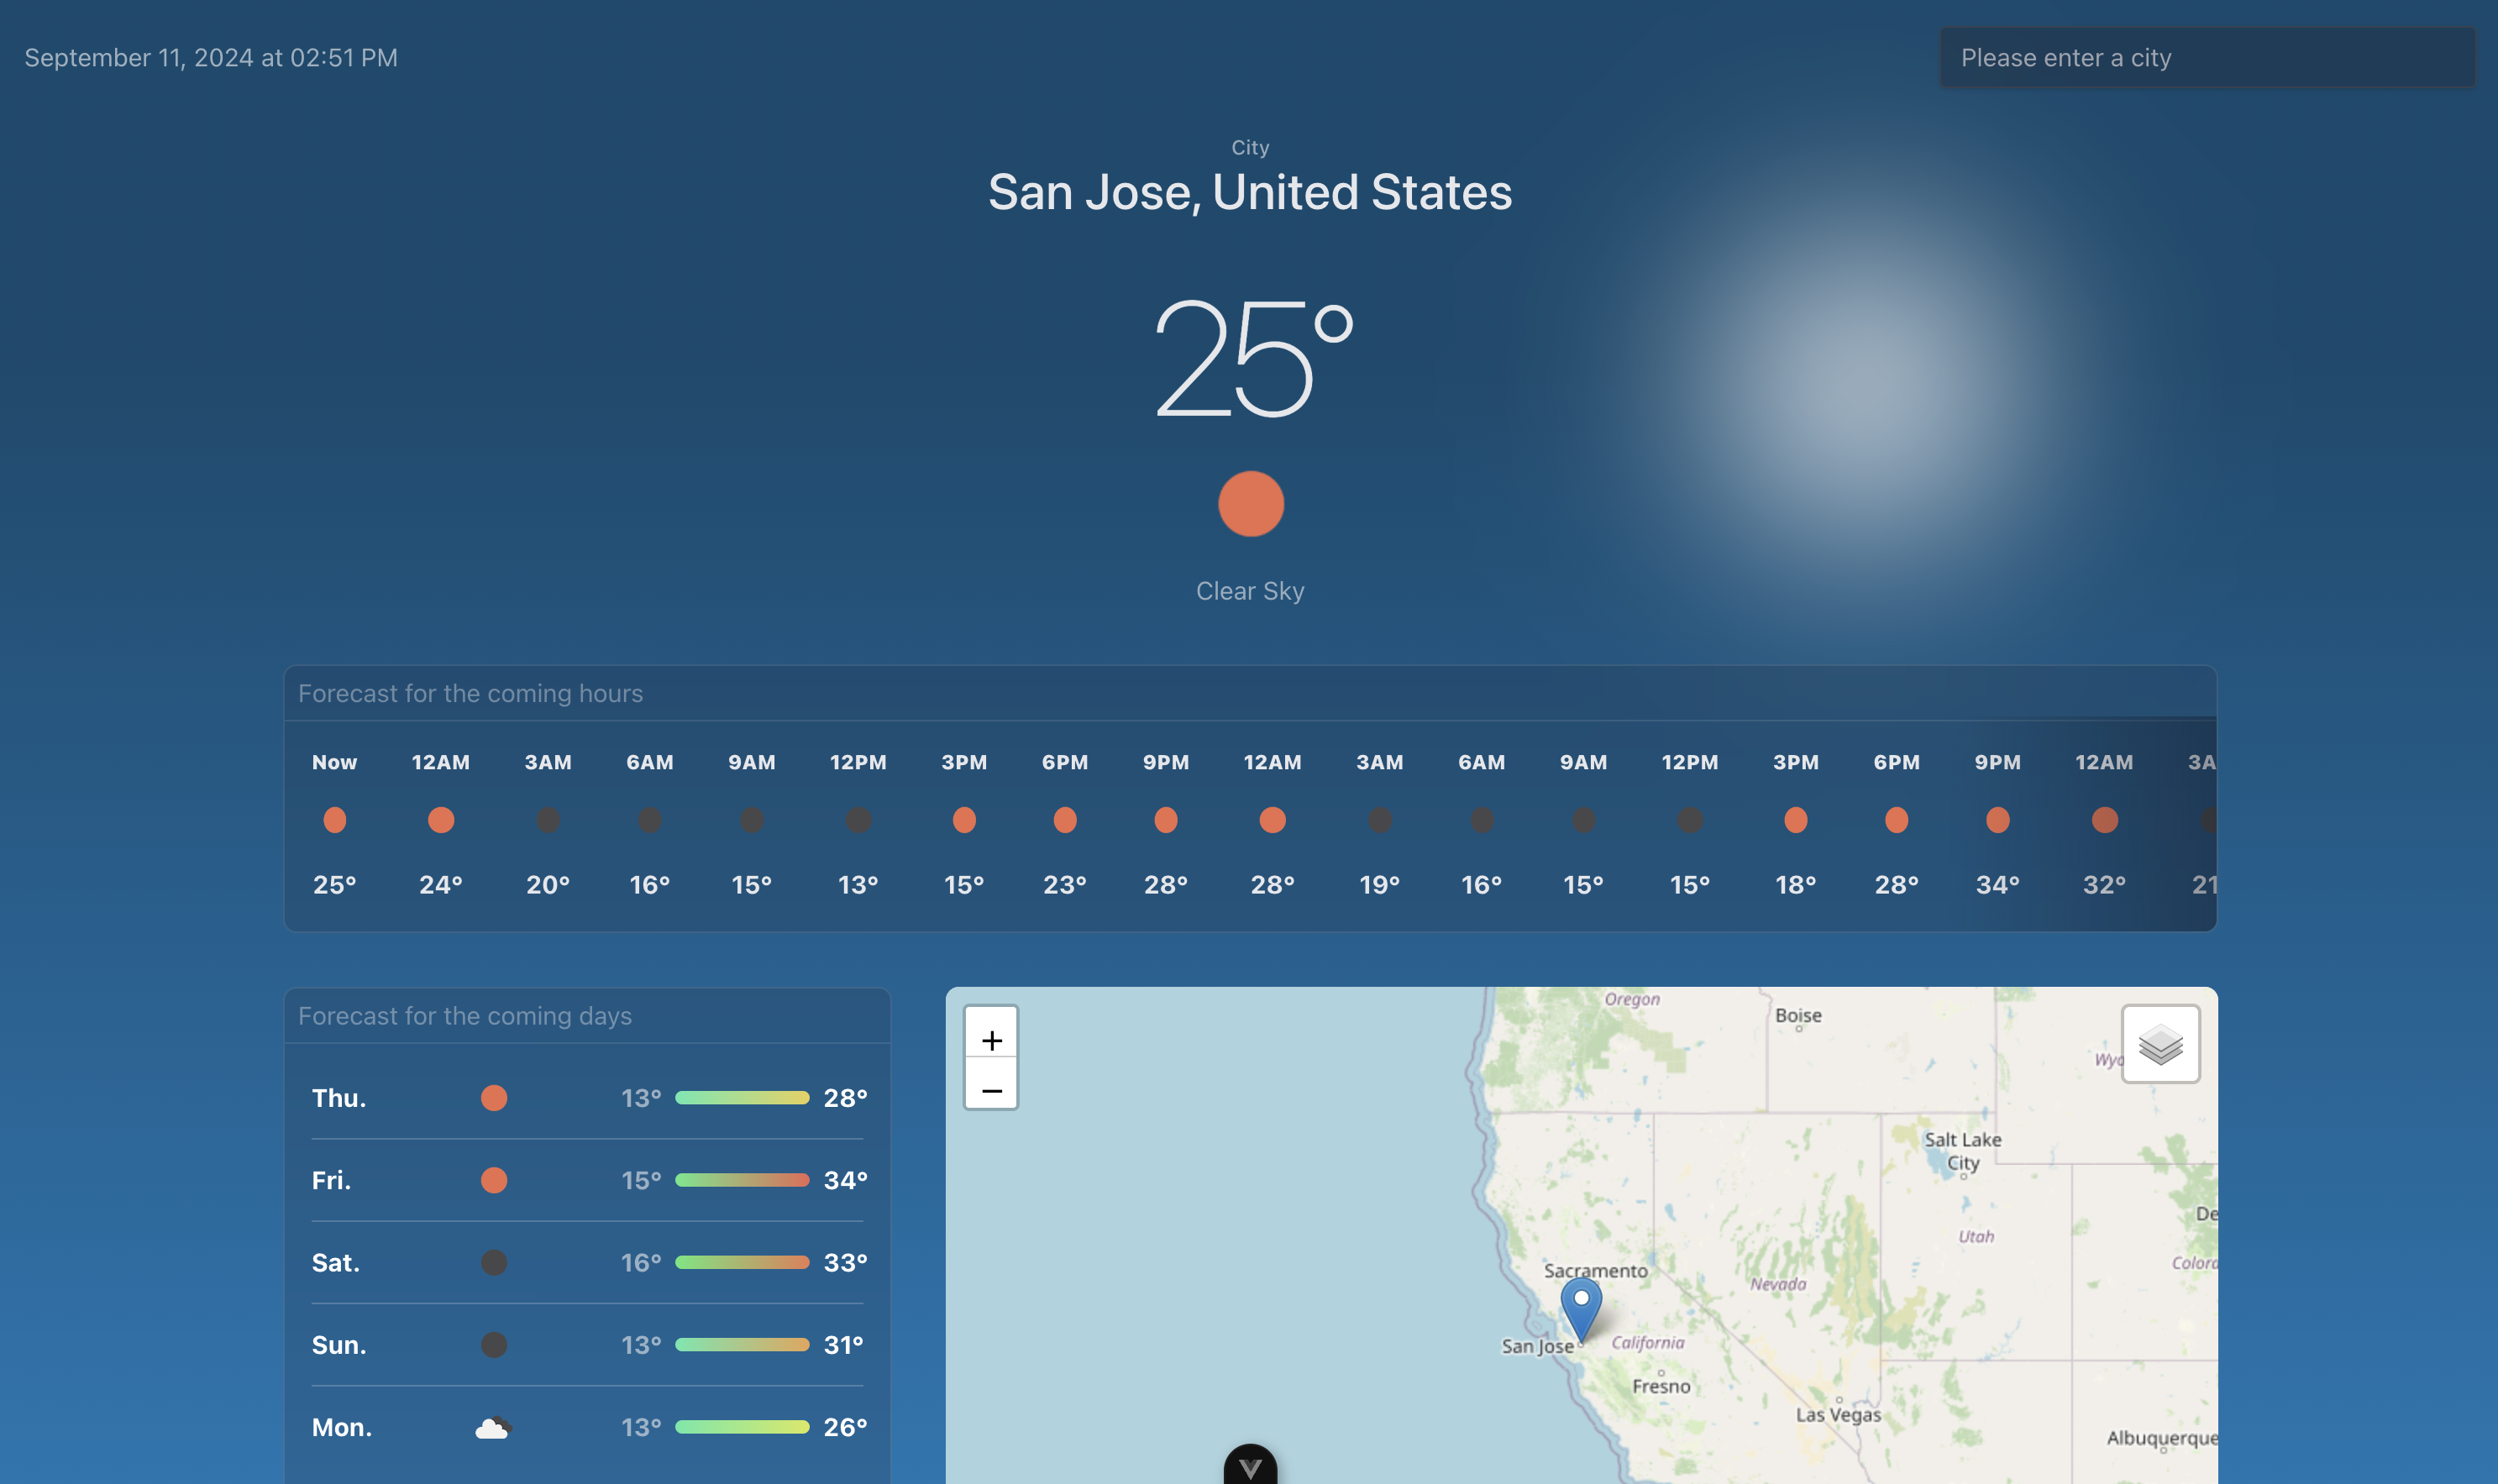 September 11, 2024 at 02:51 PM
Please enter a city
City
San Jose, United States
25°
Clear Sky
Forecast for the coming hours
Now 12AM 3AM 6AM 9AM 12PM 3PM 6PM 9PM 12AM 3AM 6AM 9AM 12PM 3PM 6PM 9PM 12AM 3A
25° 24° 20° 16° 15° 13° 15° 23° 28° 28° 19° 16° 15° 15° 18° 28° 34° 32° 21
Forecast for the coming days
Thu. 13° 28°
Fri. 15° 34°
Sat. 16° 33°
Sun. 13° 31°
Mon. 13° 26°
+
−
Oregon
Boise
Wyo
Salt Lake
City
De
Utah
Colora
Sacramento
Nevada
San Jose
California
Fresno
Las Vegas
Albuquerque